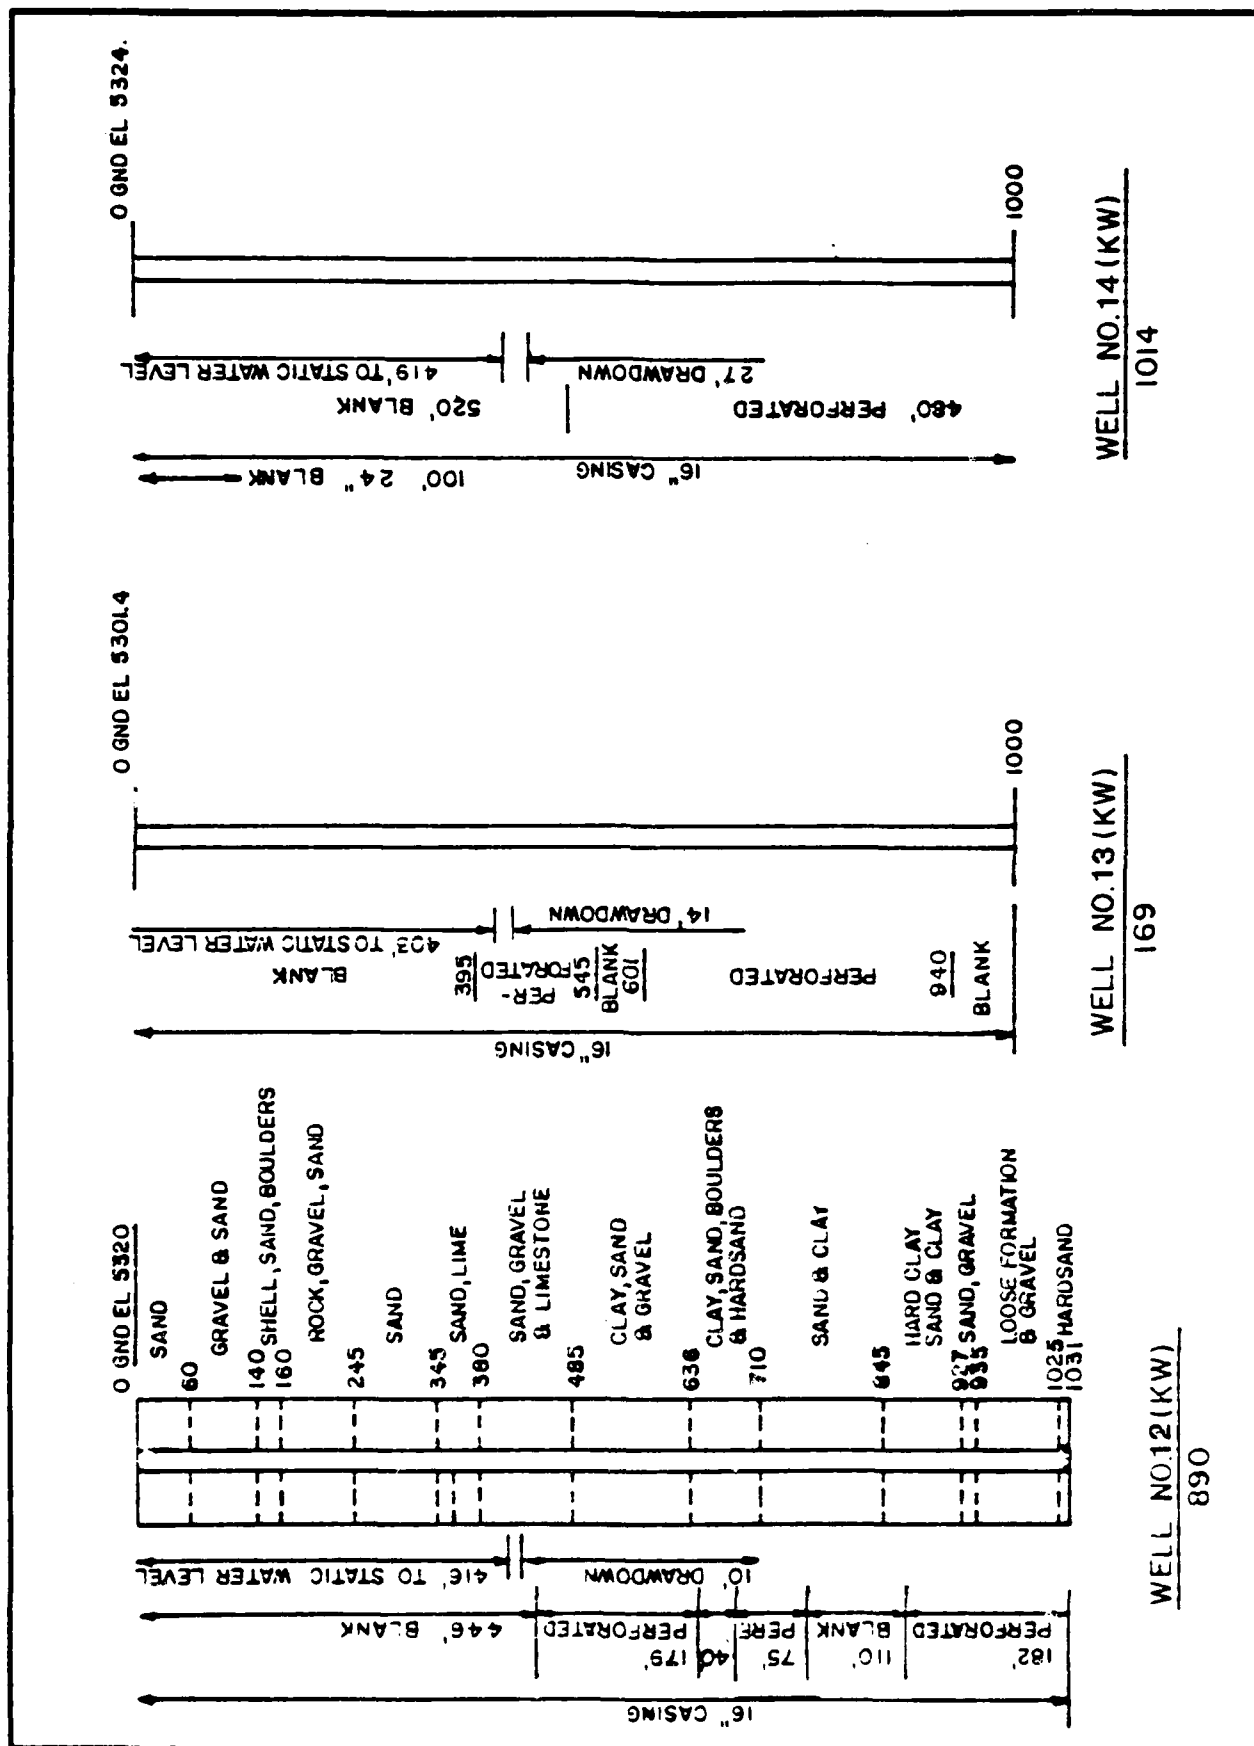 0 GND EL 5320
SAND
60
GRAVEL & SAND
140
SHELL, SAND, BOULDERS
160
ROCK, GRAVEL, SAND
245
SAND
345
SAND, LIME
380
SAND, GRAVEL
& LIMESTONE
485
CLAY, SAND
& GRAVEL
636
CLAY, SAND, BOULDERS
& HARDSAND
710
SAND & CLAY
845
HARD CLAY
SAND & CLAY
927
SAND, GRAVEL
935
LOOSE FORMATION
& GRAVEL
1025
1031 HARDSAND
416' TO STATIC WATER LEVEL
10' DRAWDOWN
446' BLANK
179'
PERFORATED
40'
75'
PERF
110'
BLANK
182'
PERFORATED
16" CASING
WELL NO.12 (KW)
890
0 GND EL 5301.4
403' TO STATIC WATER LEVEL
14' DRAWDOWN
BLANK
395
PER-
FORATED
545
BLANK
601
PERFORATED
940
BLANK
16" CASING
1000
WELL NO.13 (KW)
169
0 GND EL 5324.
419' TO STATIC WATER LEVEL
27' DRAWDOWN
520' BLANK
480' PERFORATED
16" CASING
100' 24" BLANK
1000
WELL NO.14 (KW)
1014